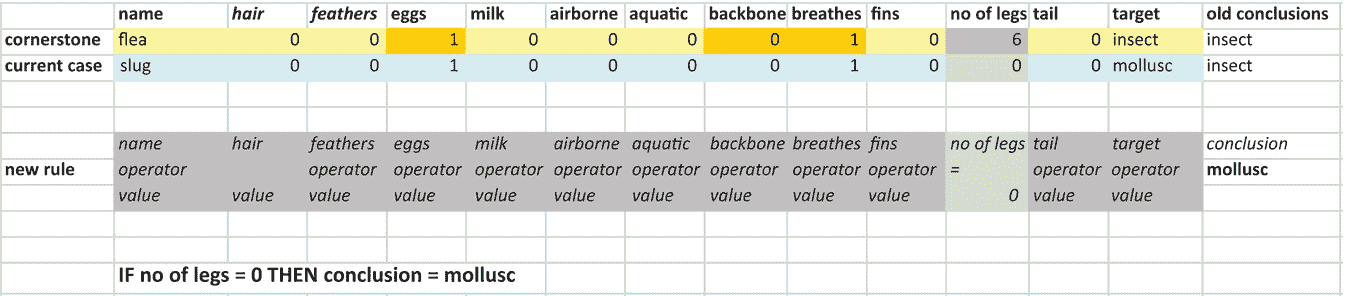 name hair feathers eggs milk airborne aquatic backbone breathes fins no of legs tail target old conclusions
cornerstone flea 0 0 1 0 0 0 0 1 0 6 0 insect insect
current case slug 0 0 1 0 0 0 0 1 0 0 0 mollusc insect
name hair feathers eggs milk airborne aquatic backbone breathes fins no of legs tail target conclusion
new rule operator operator operator operator operator operator operator operator operator = operator operator mollusc
value value value value value value value value value value 0 value value
IF no of legs = 0 THEN conclusion = mollusc